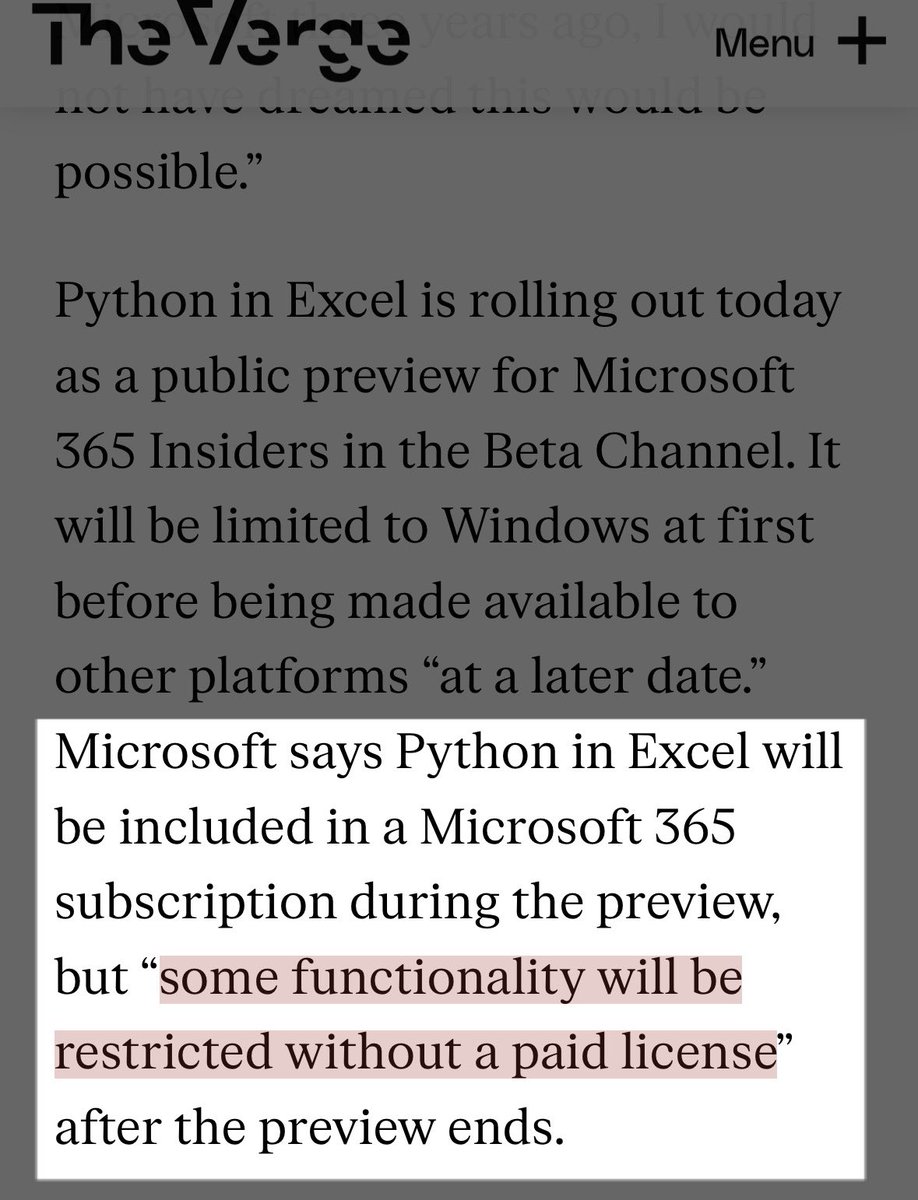 The Verge
Menu +
Microsoft three years ago, I would
not have dreamed this would be
possible.”
Python in Excel is rolling out today
as a public preview for Microsoft
365 Insiders in the Beta Channel. It
will be limited to Windows at first
before being made available to
other platforms “at a later date.”
Microsoft says Python in Excel will
be included in a Microsoft 365
subscription during the preview,
but “some functionality will be
restricted without a paid license”
after the preview ends.